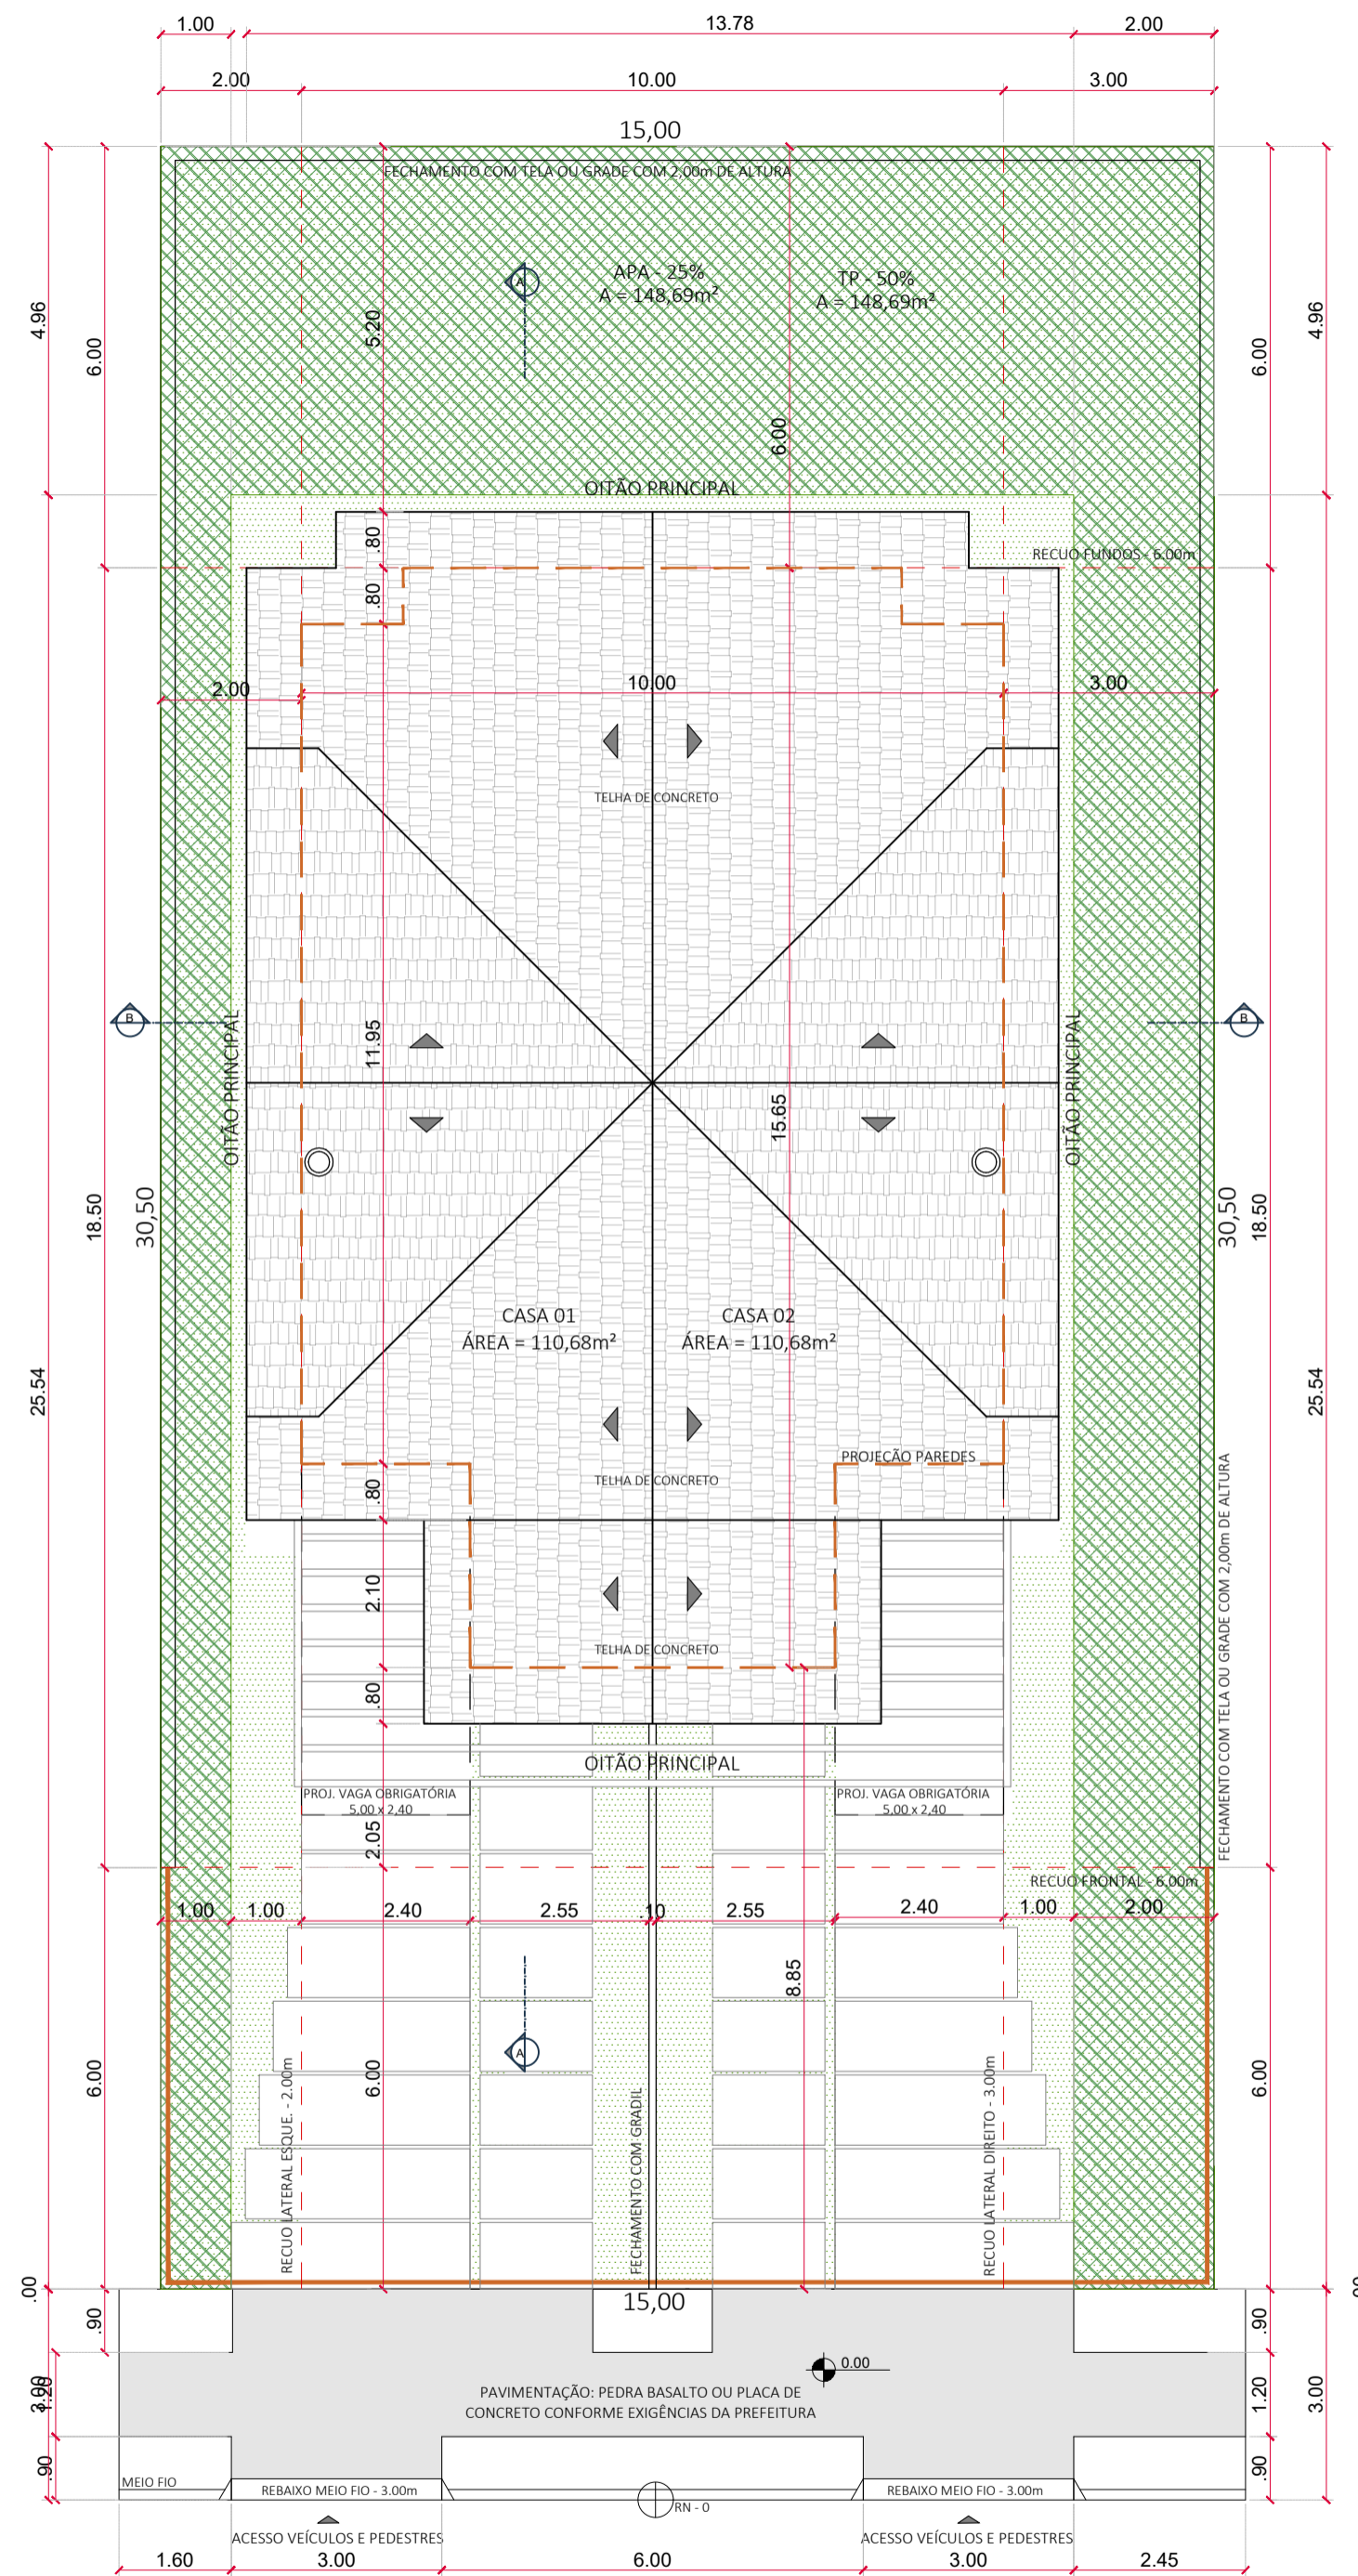 1.00
13.78
2.00
2.00
10.00
3.00
15,00
FECHAMENTO COM TELA OU GRADE COM 2,00m DE ALTURA
A
APA - 25%
A = 148,69m²
TP - 50%
A = 148,69m²
4.96
6.00
5.20
6.00
6.00
4.96
OITÃO PRINCIPAL
.80
RECUO FUNDOS - 6.00m
.80
2.00
10.00
3.00
TELHA DE CONCRETO
B
OITÃO PRINCIPAL
11.95
15.65
OITÃO PRINCIPAL
B
30,50
18.50
25.54
30,50
18.50
25.54
CASA 01
ÁREA = 110,68m²
CASA 02
ÁREA = 110,68m²
PROJEÇÃO PAREDES
TELHA DE CONCRETO
.80
2.10
TELHA DE CONCRETO
.80
FECHAMENTO COM TELA OU GRADE COM 2,00m DE ALTURA
OITÃO PRINCIPAL
PROJ. VAGA OBRIGATÓRIA
5.00 x 2,40
PROJ. VAGA OBRIGATÓRIA
5.00 x 2,40
2.05
RECUO FRONTAL - 6.00m
1.00
1.00
2.40
2.55
.10
2.55
2.40
1.00
2.00
8.85
A
6.00
RECUO LATERAL ESQUE. - 2.00m
6.00
FECHAMENTO COM GRADIL
RECUO LATERAL DIREITO - 3.00m
6.00
.00
15,00
.90
.90
0.00
3.00
1.20
PAVIMENTAÇÃO: PEDRA BASALTO OU PLACA DE
CONCRETO CONFORME EXIGÊNCIAS DA PREFEITURA
1.20
3.00
.90
MEIO FIO
REBAIXO MEIO FIO - 3.00m
RN - 0
REBAIXO MEIO FIO - 3.00m
.90
ACESSO VEÍCULOS E PEDESTRES
ACESSO VEÍCULOS E PEDESTRES
1.60
3.00
6.00
3.00
2.45